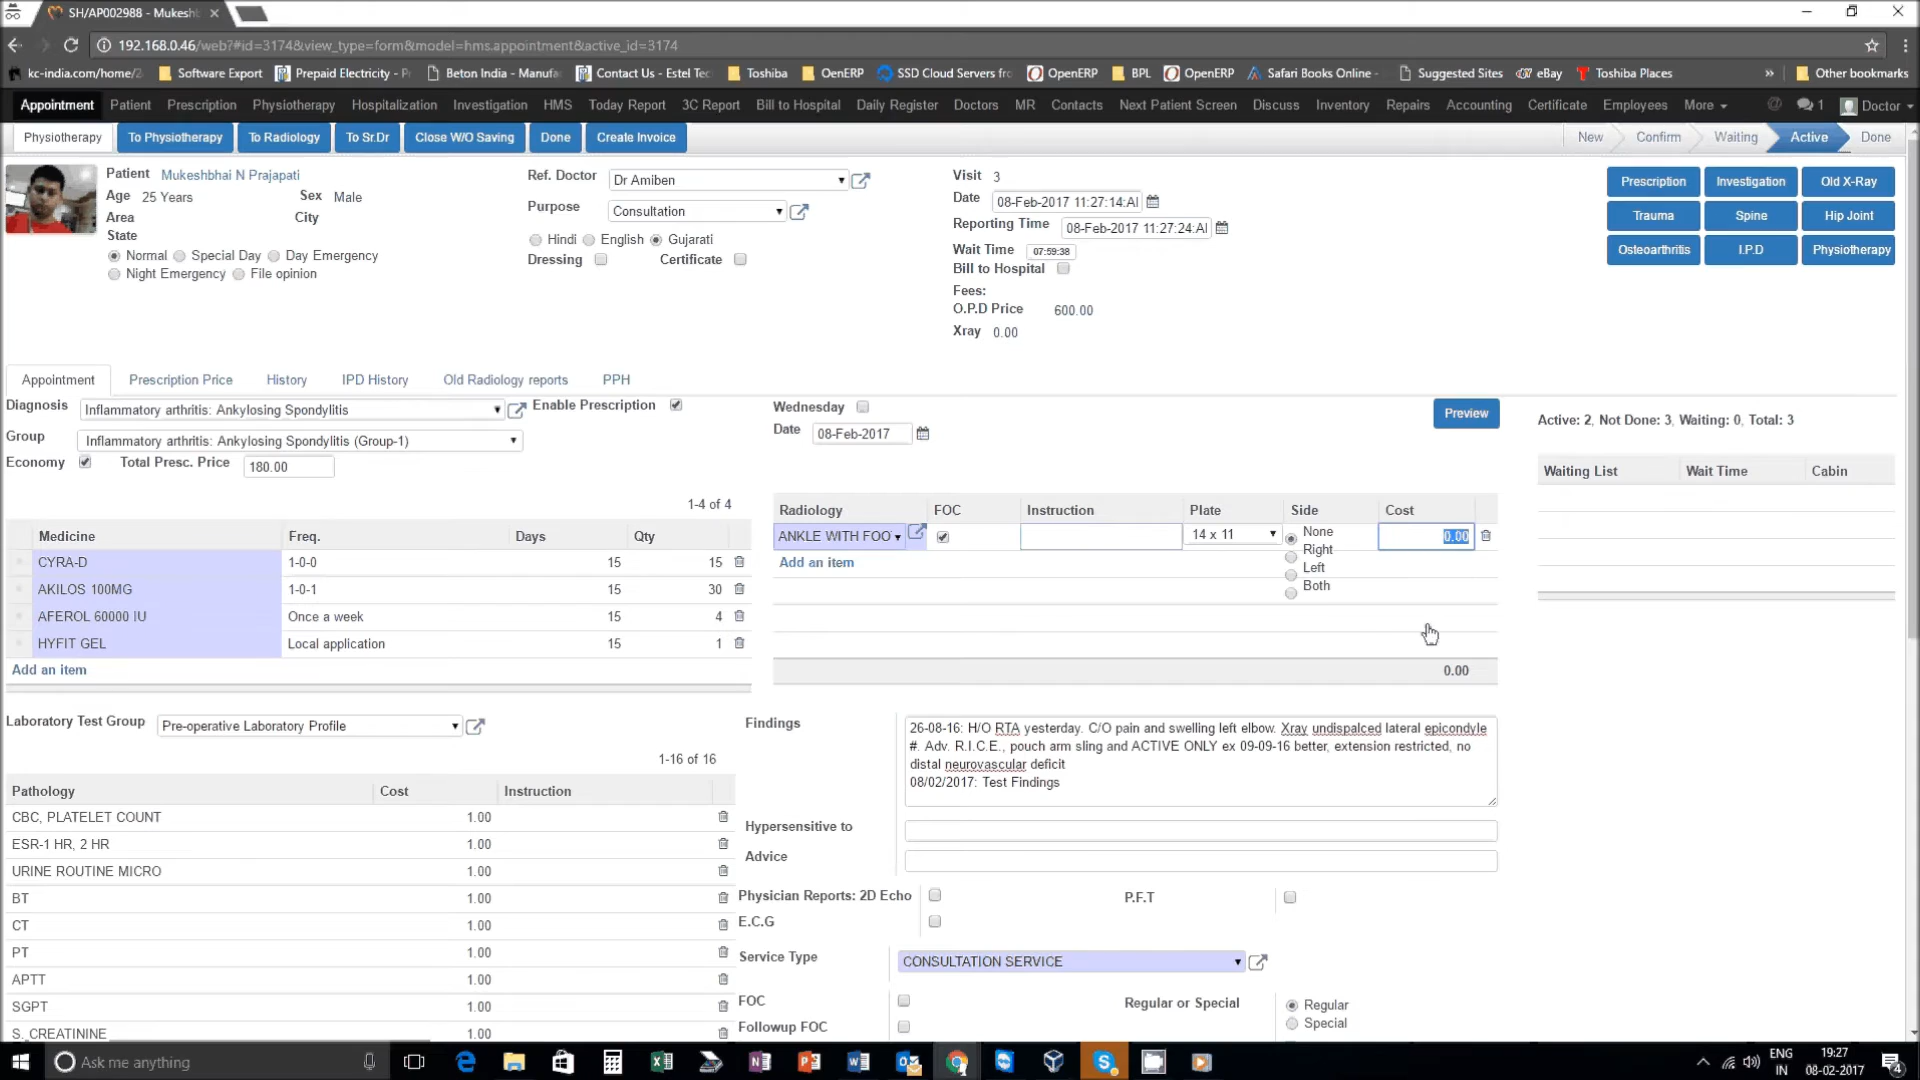 SH/AP002988 - Mukeshb
192.168.0.46/web?#id=3174&view_type=form&model=hms.appointment&active_id=3174
kc-india.com/home/2 Software Export Prepaid Electricity - P Beton India - Manufa Contact Us - Estel Tec Toshiba OenERP SSD Cloud Servers fro OpenERP BPL OpenERP Safari Books Online - Suggested Sites eBay Toshiba Places » Other bookmarks
Appointment Patient Prescription Physiotherapy Hospitalization Investigation HMS Today Report 3C Report Bill to Hospital Daily Register Doctors MR Contacts Next Patient Screen Discuss Inventory Repairs Accounting Certificate Employees More @ 1 Doctor
Physiotherapy To Physiotherapy To Radiology To Sr.Dr Close W/O Saving Done Create Invoice New Confirm Waiting Active Done
Patient Mukeshbhai N Prajapati
Age 25 Years Sex Male
Area City
State
Normal Special Day Day Emergency
Night Emergency File opinion
Ref. Doctor Dr Amiben
Purpose Consultation
Hindi English Gujarati
Dressing Certificate
Visit 3
Date 08-Feb-2017 11:27:14:AI
Reporting Time 08-Feb-2017 11:27:24:AI
Wait Time 07:59:38
Bill to Hospital
Fees:
O.P.D Price 600.00
Xray 0.00
Prescription Investigation Old X-Ray
Trauma Spine Hip Joint
Osteoarthritis I.P.D Physiotherapy
Appointment Prescription Price History IPD History Old Radiology reports PPH
Diagnosis Inflammatory arthritis: Ankylosing Spondylitis Enable Prescription
Group Inflammatory arthritis: Ankylosing Spondylitis (Group-1)
Economy Total Presc. Price 180.00
Wednesday
Date 08-Feb-2017
Preview
Active: 2, Not Done: 3, Waiting: 0, Total: 3
Waiting List Wait Time Cabin
1-4 of 4
Medicine Freq. Days Qty
CYRA-D 1-0-0 15 15
AKILOS 100MG 1-0-1 15 30
AFEROL 60000 IU Once a week 15 4
HYFIT GEL Local application 15 1
Add an item
Radiology FOC Instruction Plate Side Cost
ANKLE WITH FOO 14 x 11 None 0.00
Right
Left
Both
Add an item
0.00
Laboratory Test Group Pre-operative Laboratory Profile
1-16 of 16
Pathology Cost Instruction
CBC, PLATELET COUNT 1.00
ESR-1 HR, 2 HR 1.00
URINE ROUTINE MICRO 1.00
BT 1.00
CT 1.00
PT 1.00
APTT 1.00
SGPT 1.00
S. CREATININE 1.00
Findings
26-08-16: H/O RTA yesterday. C/O pain and swelling left elbow. Xray undispalced lateral epicondyle
#. Adv. R.I.C.E., pouch arm sling and ACTIVE ONLY ex 09-09-16 better, extension restricted, no
distal neurovascular deficit
08/02/2017: Test Findings
Hypersensitive to
Advice
Physician Reports: 2D Echo P.F.T
E.C.G
Service Type CONSULTATION SERVICE
FOC Regular or Special Regular
Followup FOC Special
Ask me anything
ENG 19:27
IN 08-02-2017 4